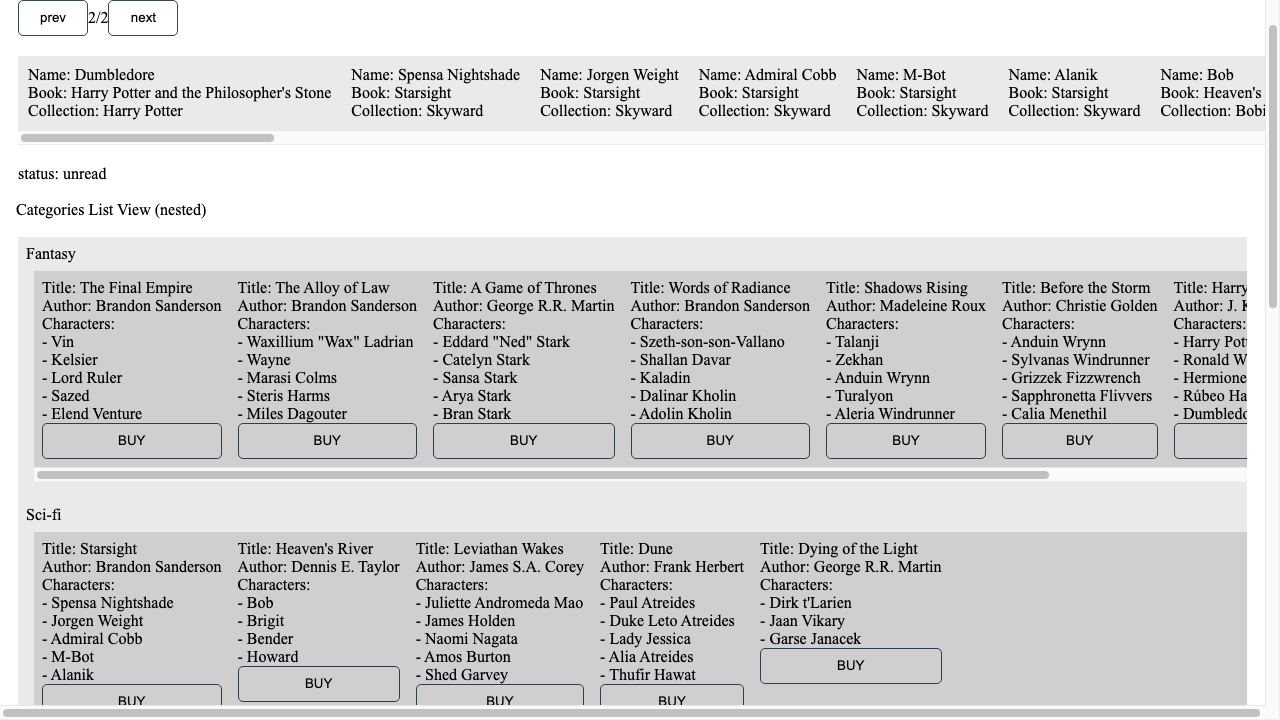 prev 2/2 next
Name: Dumbledore
Book: Harry Potter and the Philosopher's Stone
Collection: Harry Potter
Name: Spensa Nightshade
Book: Starsight
Collection: Skyward
Name: Jorgen Weight
Book: Starsight
Collection: Skyward
Name: Admiral Cobb
Book: Starsight
Collection: Skyward
Name: M-Bot
Book: Starsight
Collection: Skyward
Name: Alanik
Book: Starsight
Collection: Skyward
Name: Bob
Book: Heaven's
Collection: Bobi
status: unread
Categories List View (nested)
Fantasy
Title: The Final Empire
Author: Brandon Sanderson
Characters:
- Vin
- Kelsier
- Lord Ruler
- Sazed
- Elend Venture
BUY
Title: The Alloy of Law
Author: Brandon Sanderson
Characters:
- Waxillium "Wax" Ladrian
- Wayne
- Marasi Colms
- Steris Harms
- Miles Dagouter
BUY
Title: A Game of Thrones
Author: George R.R. Martin
Characters:
- Eddard "Ned" Stark
- Catelyn Stark
- Sansa Stark
- Arya Stark
- Bran Stark
BUY
Title: Words of Radiance
Author: Brandon Sanderson
Characters:
- Szeth-son-son-Vallano
- Shallan Davar
- Kaladin
- Dalinar Kholin
- Adolin Kholin
BUY
Title: Shadows Rising
Author: Madeleine Roux
Characters:
- Talanji
- Zekhan
- Anduin Wrynn
- Turalyon
- Aleria Windrunner
BUY
Title: Before the Storm
Author: Christie Golden
Characters:
- Anduin Wrynn
- Sylvanas Windrunner
- Grizzek Fizzwrench
- Sapphronetta Flivvers
- Calia Menethil
BUY
Title: Harry
Author: J.
Characters:
- Harry Pot
- Ronald W
- Hermione
- Rúbeo Ha
- Dumbledo
Sci-fi
Title: Starsight
Author: Brandon Sanderson
Characters:
- Spensa Nightshade
- Jorgen Weight
- Admiral Cobb
- M-Bot
- Alanik
BUY
Title: Heaven's River
Author: Dennis E. Taylor
Characters:
- Bob
- Brigit
- Bender
- Howard
BUY
Title: Leviathan Wakes
Author: James S.A. Corey
Characters:
- Juliette Andromeda Mao
- James Holden
- Naomi Nagata
- Amos Burton
- Shed Garvey
BUY
Title: Dune
Author: Frank Herbert
Characters:
- Paul Atreides
- Duke Leto Atreides
- Lady Jessica
- Alia Atreides
- Thufir Hawat
BUY
Title: Dying of the Light
Author: George R.R. Martin
Characters:
- Dirk t'Larien
- Jaan Vikary
- Garse Janacek
BUY